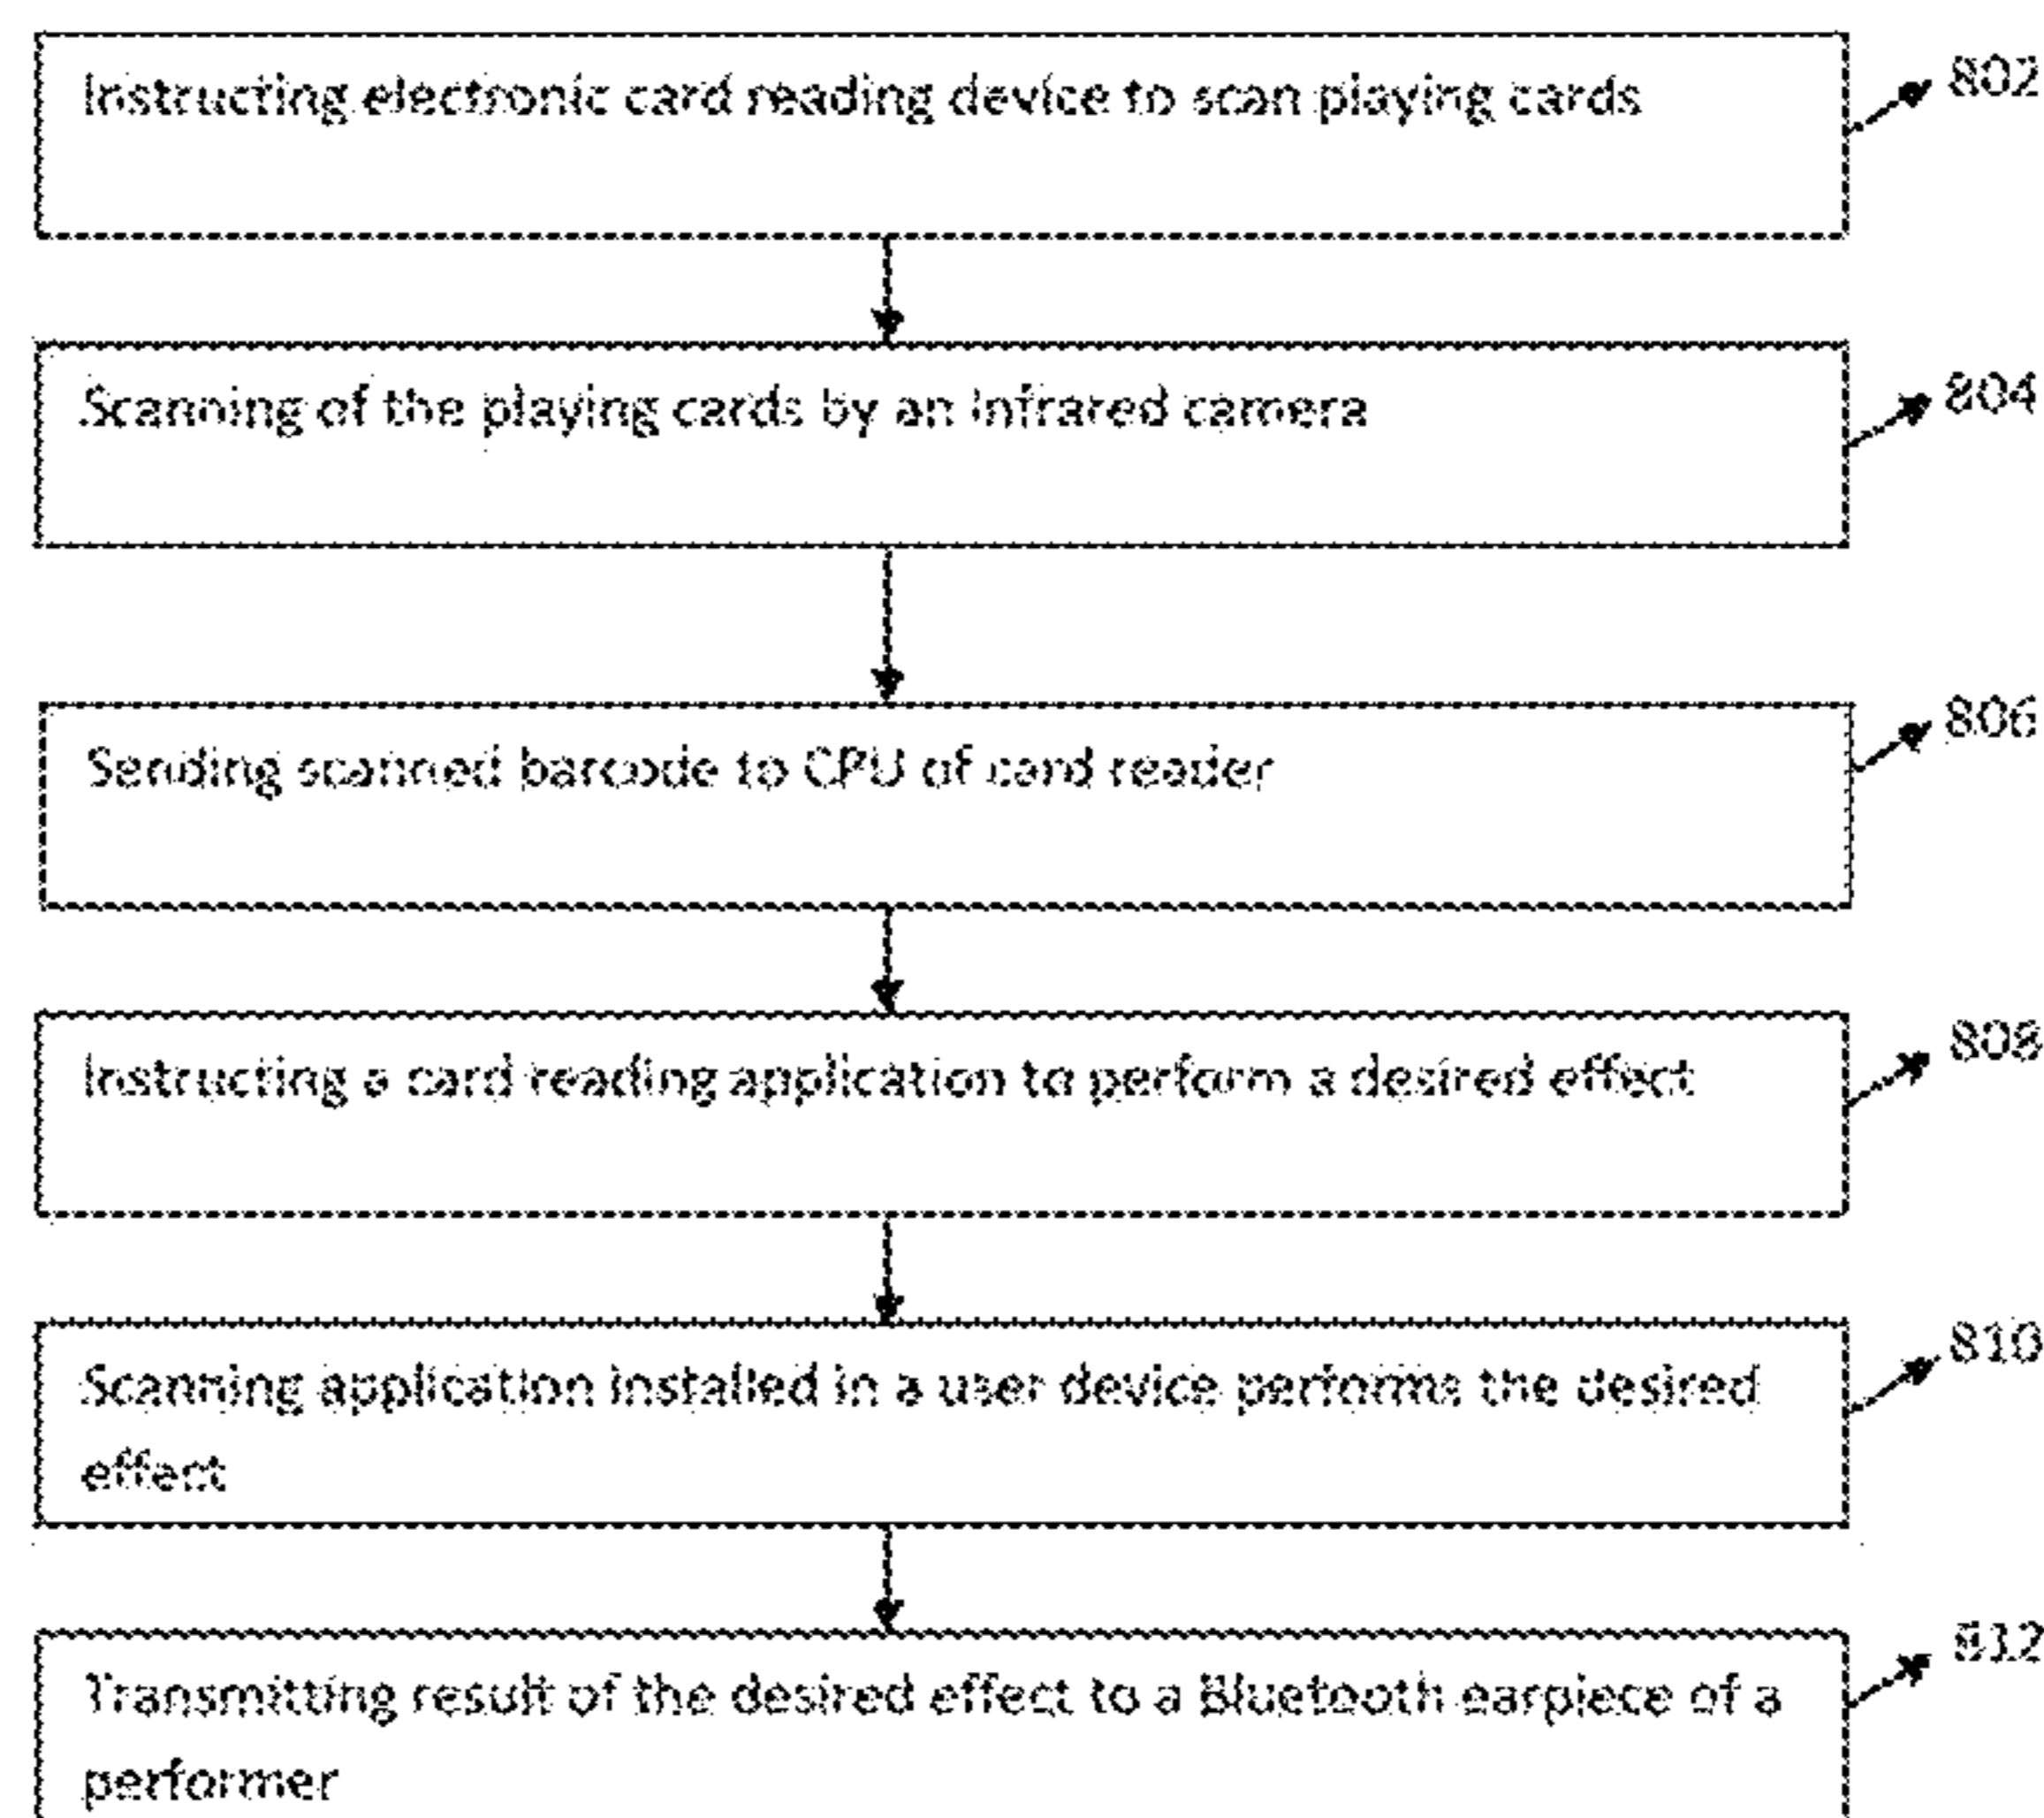 Instructing electronic card reading device to scan playing cards
802
Scanning of the playing cards by an infrared camera
804
Sending scanned barcode to CPU of card reader
806
Instructing a card reading application to perform a desired effect
808
Scanning application installed in a user device performs the desired
effect
810
Transmitting result of the desired effect to a Bluetooth earpiece of a
performer
812